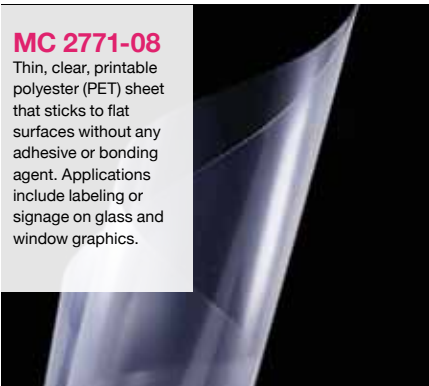 MC 2771-08
Thin, clear, printable
polyester (PET) sheet
that sticks to flat
surfaces without any
adhesive or bonding
agent. Applications
include labeling or
signage on glass and
window graphics.